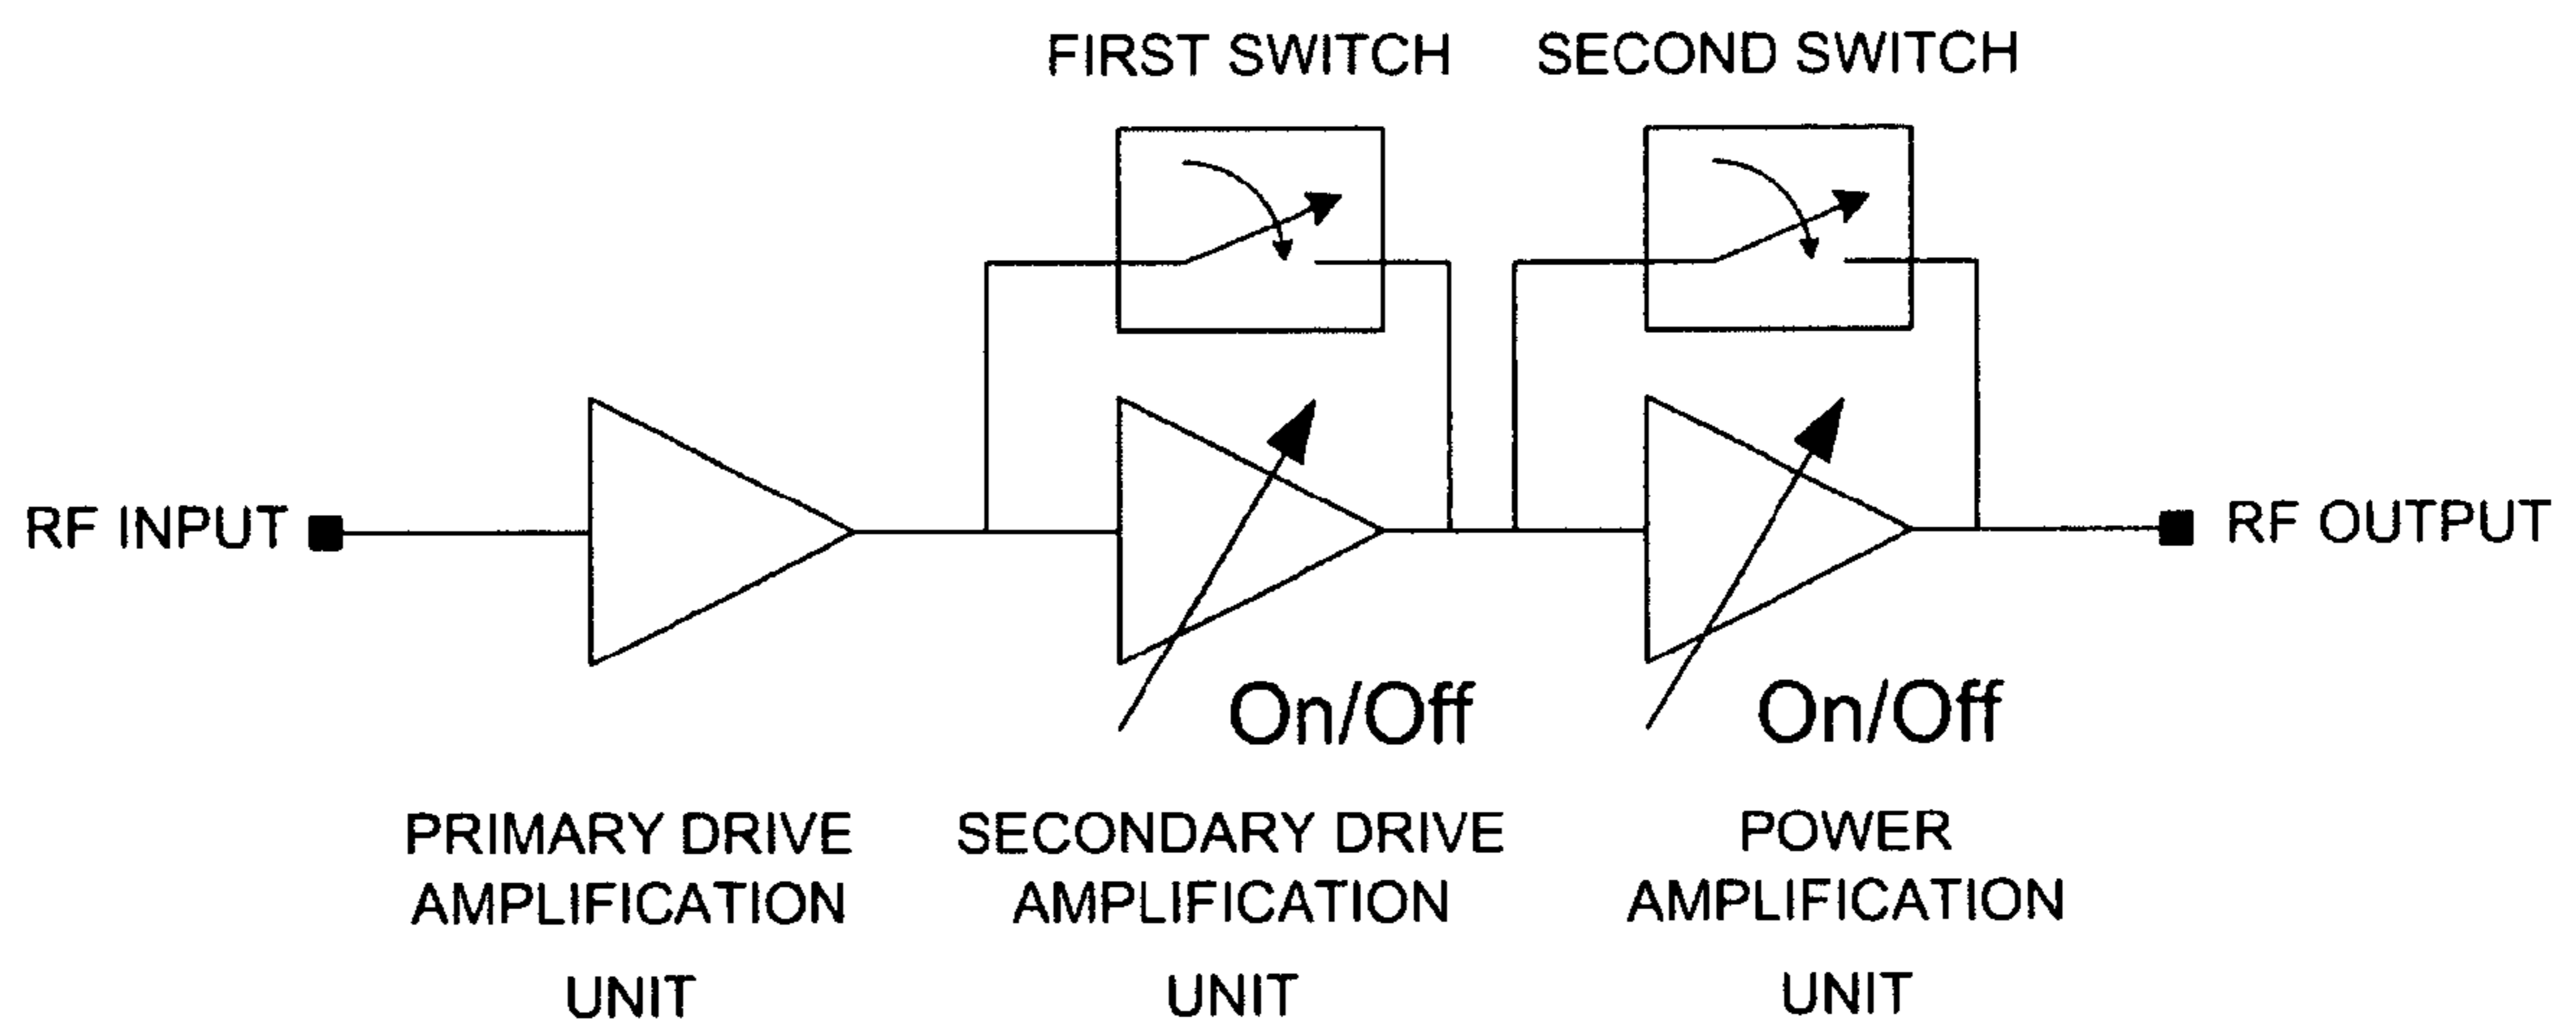 FIRST SWITCH
SECOND SWITCH
RF INPUT
RF OUTPUT
On/Off
On/Off
PRIMARY DRIVE
AMPLIFICATION
UNIT
SECONDARY DRIVE
AMPLIFICATION
UNIT
POWER
AMPLIFICATION
UNIT